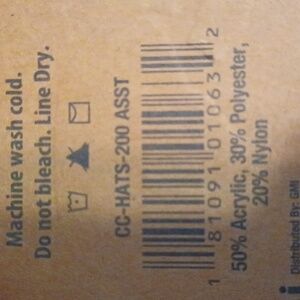 Machine wash cold.
Do not bleach. Line Dry.
CC-HATS-200 ASST
1 81091 01063 2
50% Acrylic, 30% Polyester,
20% Nylon
Distributed By: EMI